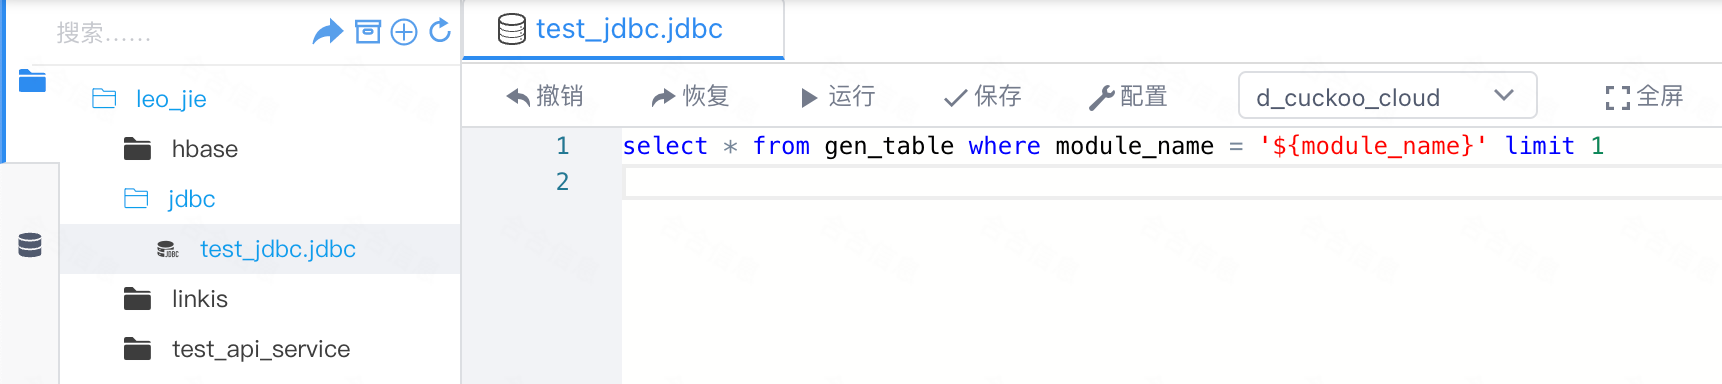 搜索......
test_jdbc.jdbc
leo_jie
hbase
jdbc
test_jdbc.jdbc
linkis
test_api_service
撤销 恢复 运行 保存 配置 d_cuckoo_cloud 全屏
1 select * from gen_table where module_name = '${module_name}' limit 1
2